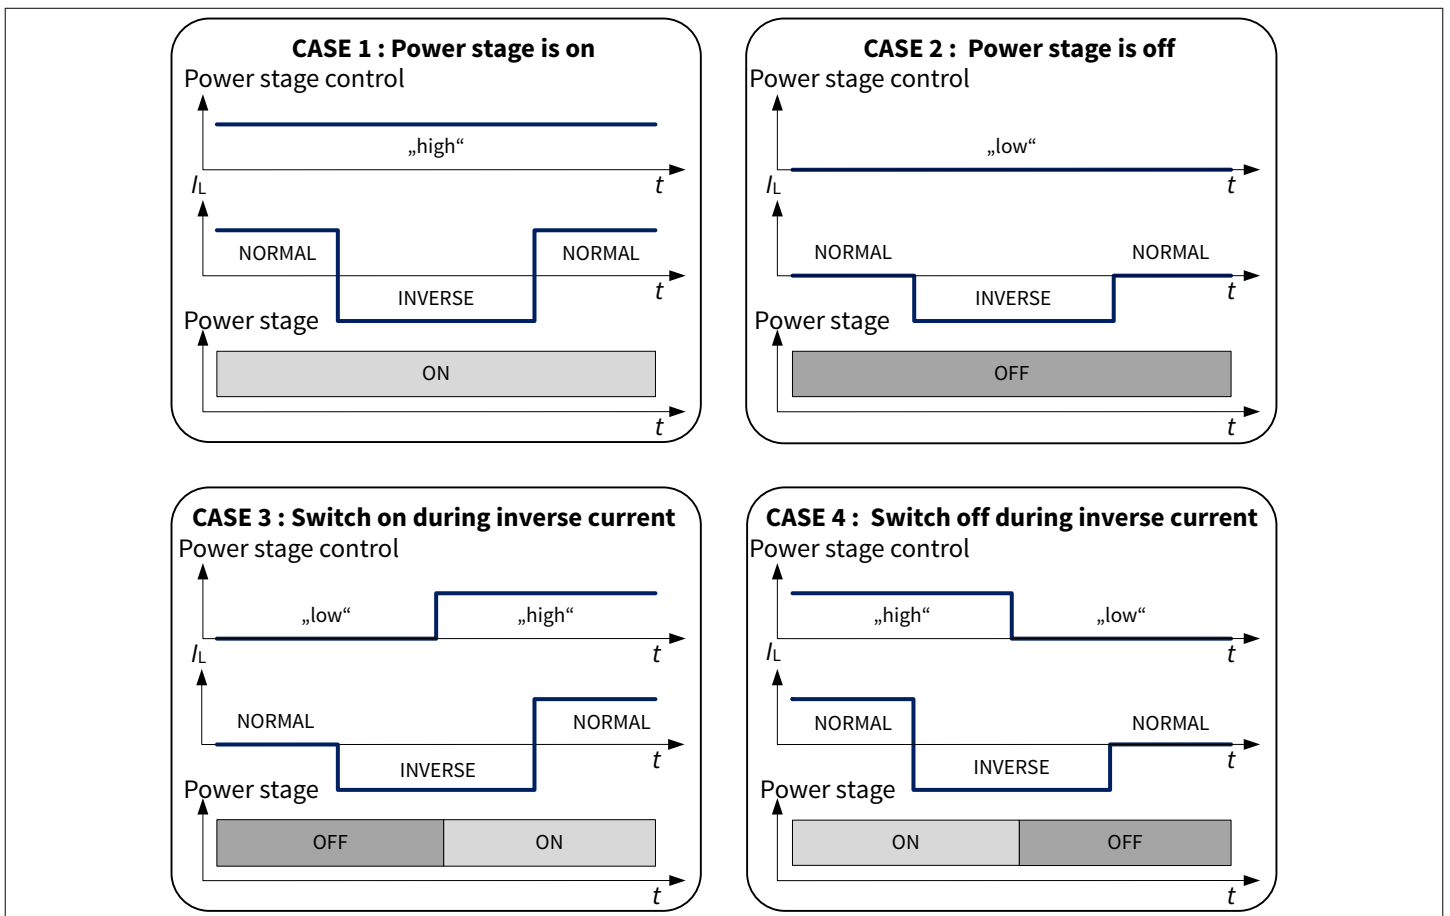 CASE 1 : Power stage is on
Power stage control
„high“
t
IL
NORMAL
NORMAL
INVERSE
t
Power stage
ON
t
CASE 2 : Power stage is off
Power stage control
„low“
t
IL
NORMAL
NORMAL
INVERSE
t
Power stage
OFF
t
CASE 3 : Switch on during inverse current
Power stage control
„low“
„high“
t
IL
NORMAL
NORMAL
INVERSE
t
Power stage
OFF
ON
t
CASE 4 : Switch off during inverse current
Power stage control
„high“
„low“
t
IL
NORMAL
NORMAL
INVERSE
t
Power stage
ON
OFF
t